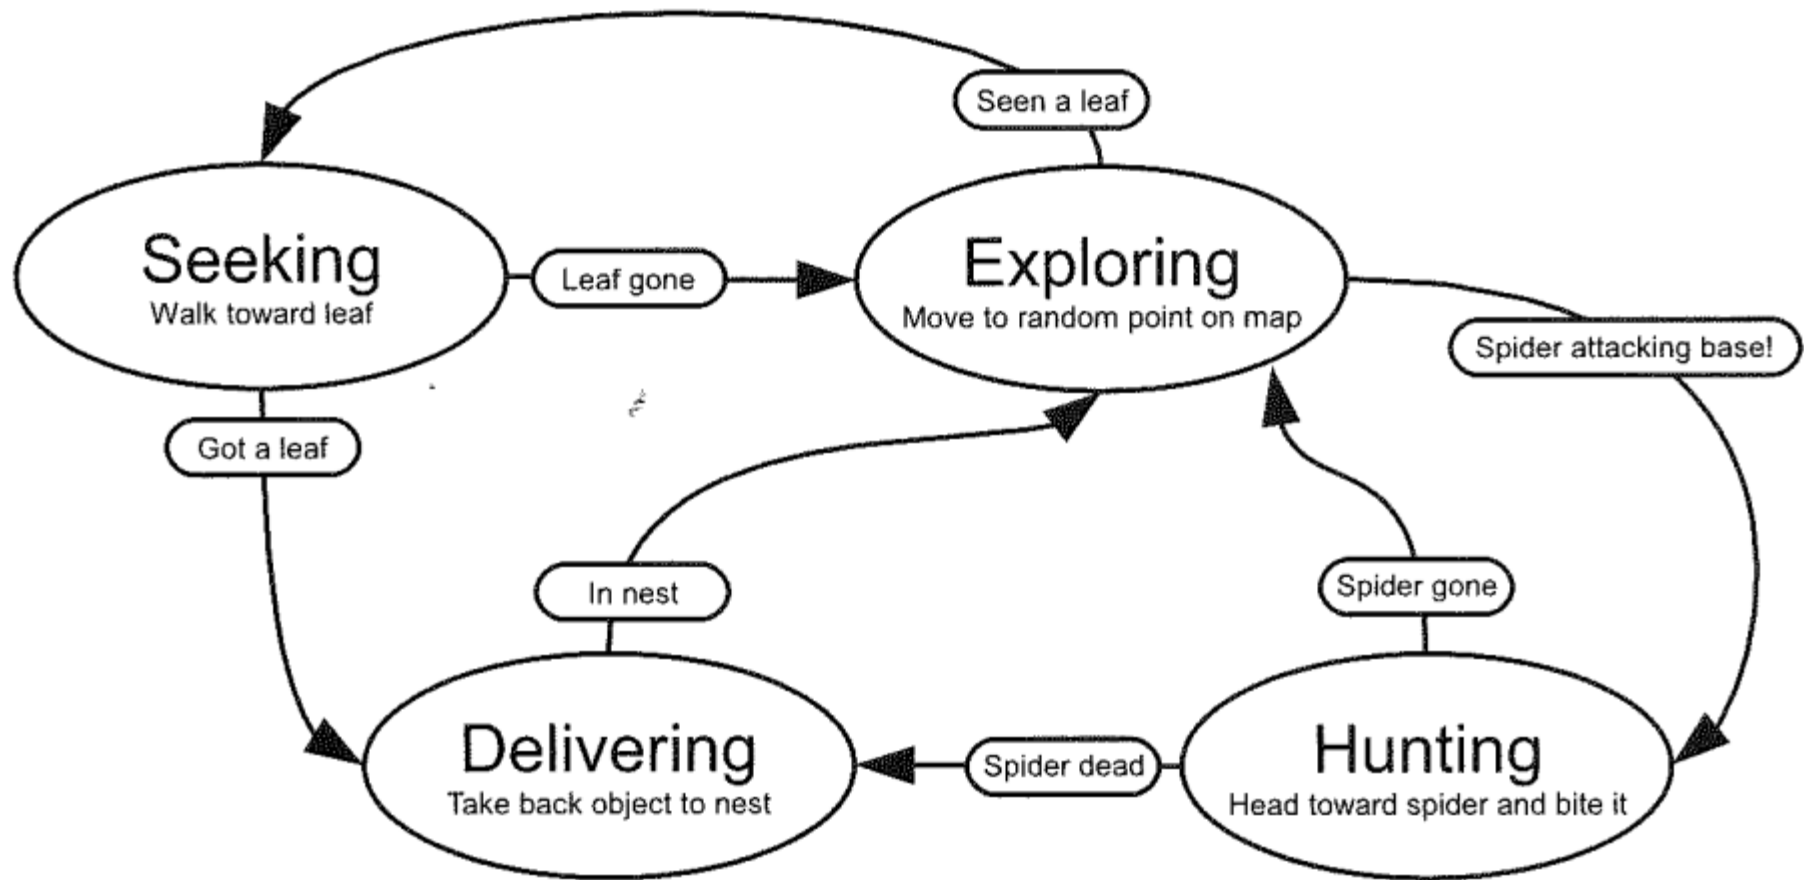 Seen a leaf
Seeking
Walk toward leaf
Leaf gone
Exploring
Move to random point on map
Spider attacking base!
Got a leaf
In nest
Spider gone
Delivering
Take back object to nest
Spider dead
Hunting
Head toward spider and bite it